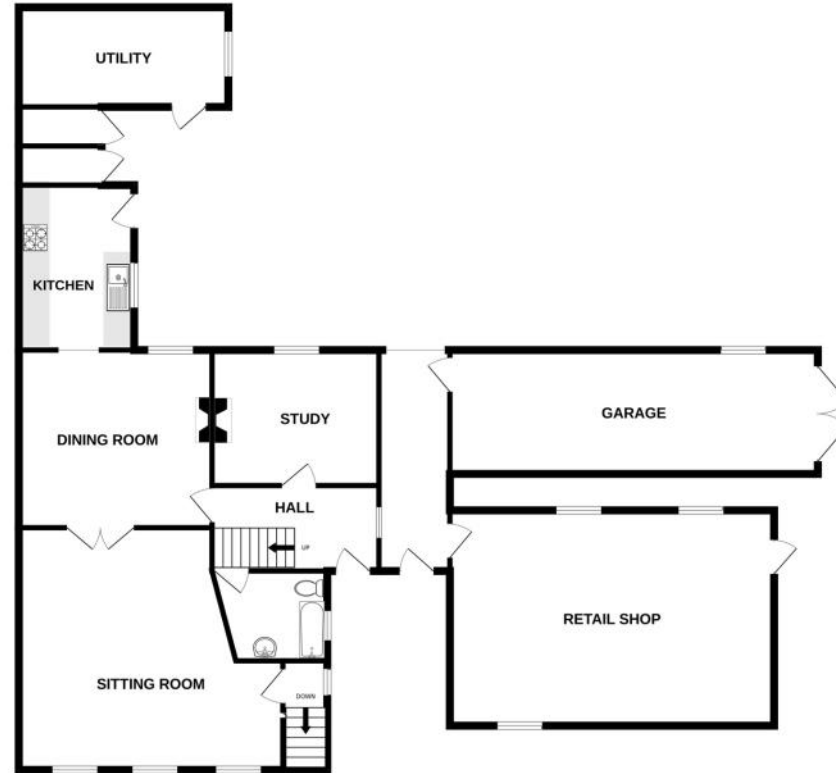 UTILITY
KITCHEN
DINING ROOM
STUDY
GARAGE
HALL
UP
RETAIL SHOP
SITTING ROOM
DOWN